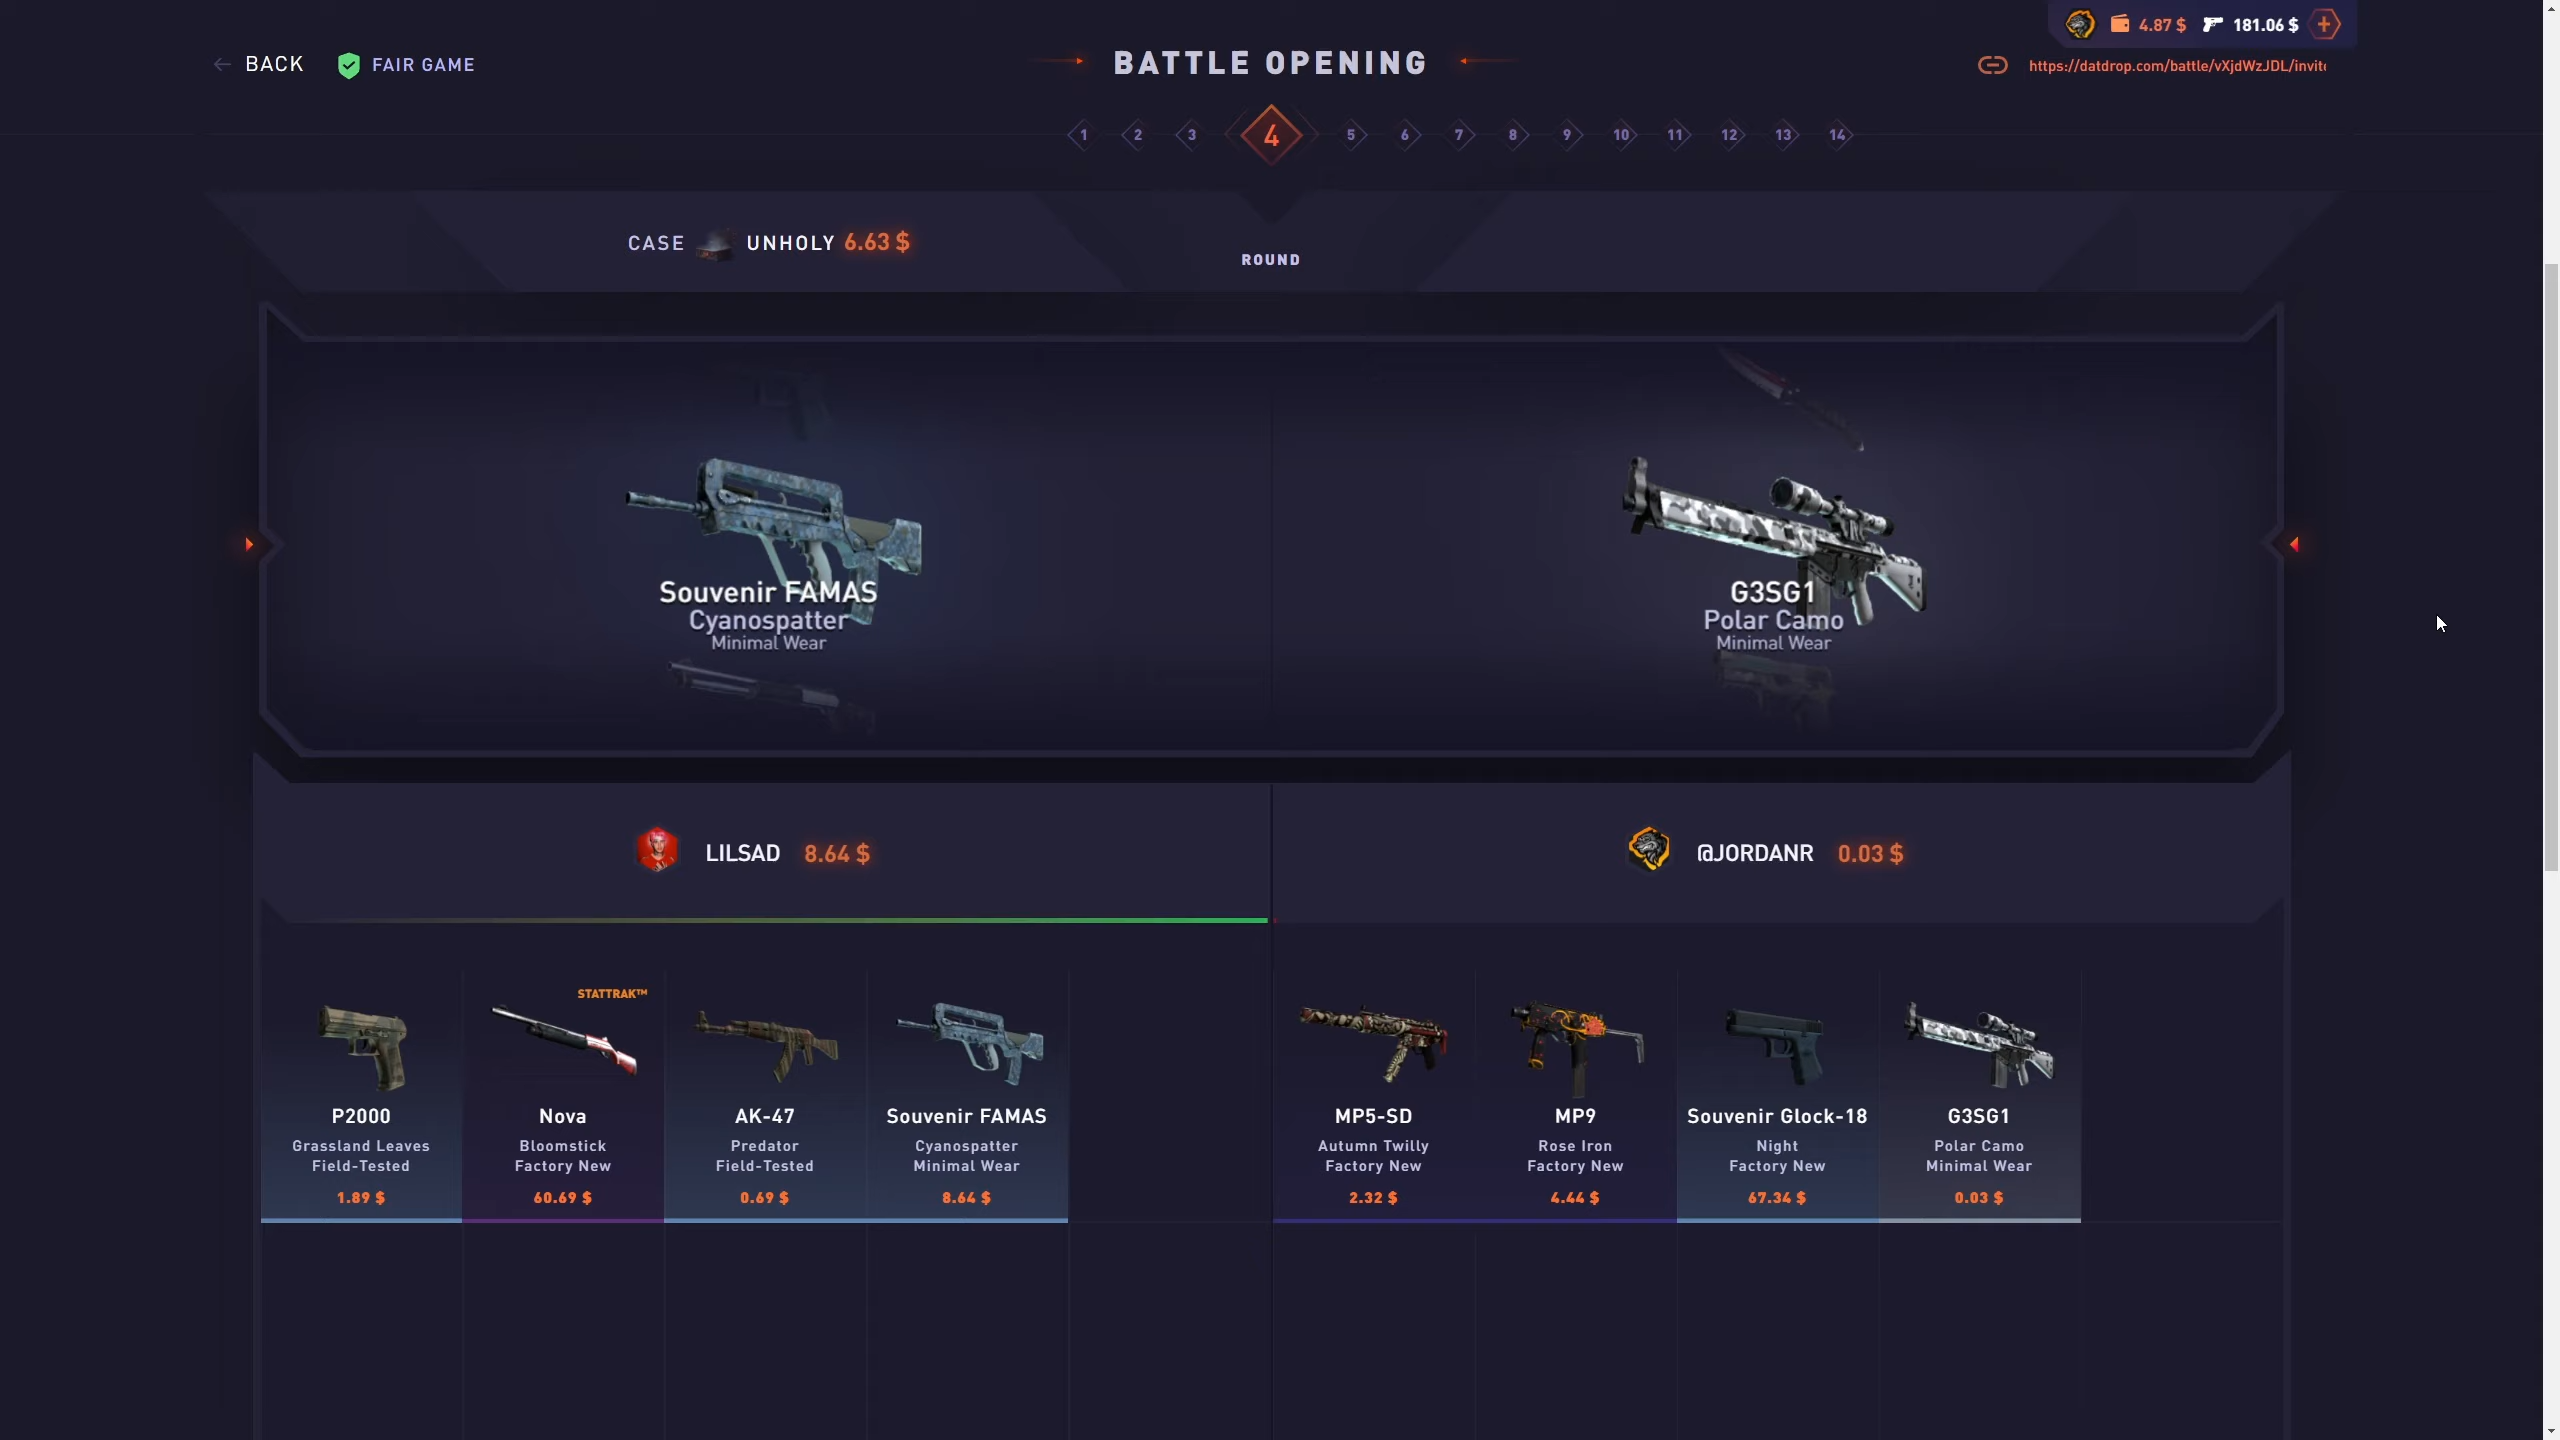 4.87 $ 181.06 $
BACK FAIR GAME BATTLE OPENING https://datdrop.com/battle/vXjdWzJDL/invit
1 2 3 4 5 6 7 8 9 10 11 12 13 14
CASE UNHOLY 6.63 $
ROUND
Souvenir FAMAS
Cyanospatter
Minimal Wear
G3SG1
Polar Camo
Minimal Wear
LILSAD 8.64 $
@JORDANR 0.03 $
P2000
Grassland Leaves
Field-Tested
1.89 $
STATTRAK™
Nova
Bloomstick
Factory New
60.69 $
AK-47
Predator
Field-Tested
0.69 $
Souvenir FAMAS
Cyanospatter
Minimal Wear
8.64 $
MP5-SD
Autumn Twilly
Factory New
2.32 $
MP9
Rose Iron
Factory New
4.44 $
Souvenir Glock-18
Night
Factory New
67.34 $
G3SG1
Polar Camo
Minimal Wear
0.03 $